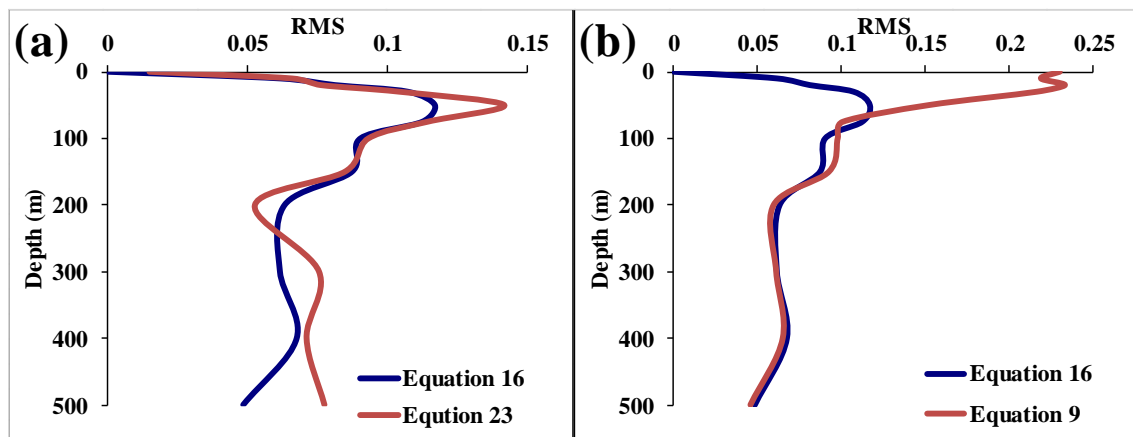 (a)
RMS
0 0.05 0.1 0.15
0
100
200
300
400
500
Depth (m)
Equation 16
Eqution 23
(b)
RMS
0 0.05 0.1 0.15 0.2 0.25
0
100
200
300
400
500
Depth (m)
Equation 16
Equation 9